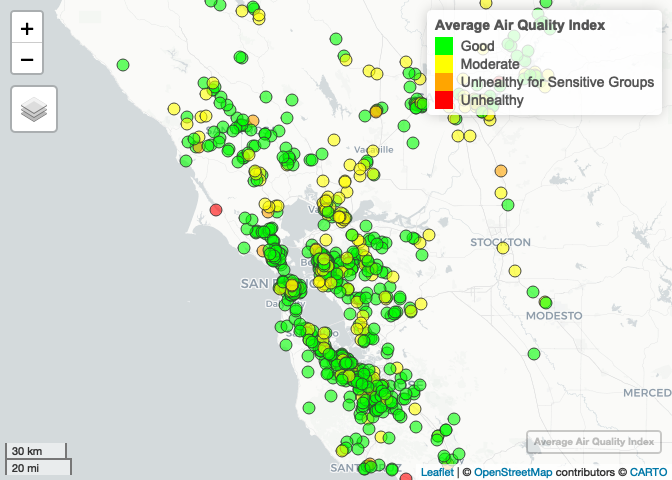 +
−
Average Air Quality Index
Good
Moderate
Unhealthy for Sensitive Groups
Unhealthy
Vacaville
STOCKTON
MODESTO
MERCED
30 km
20 mi
Average Air Quality Index
Leaflet | © OpenStreetMap contributors © CARTO